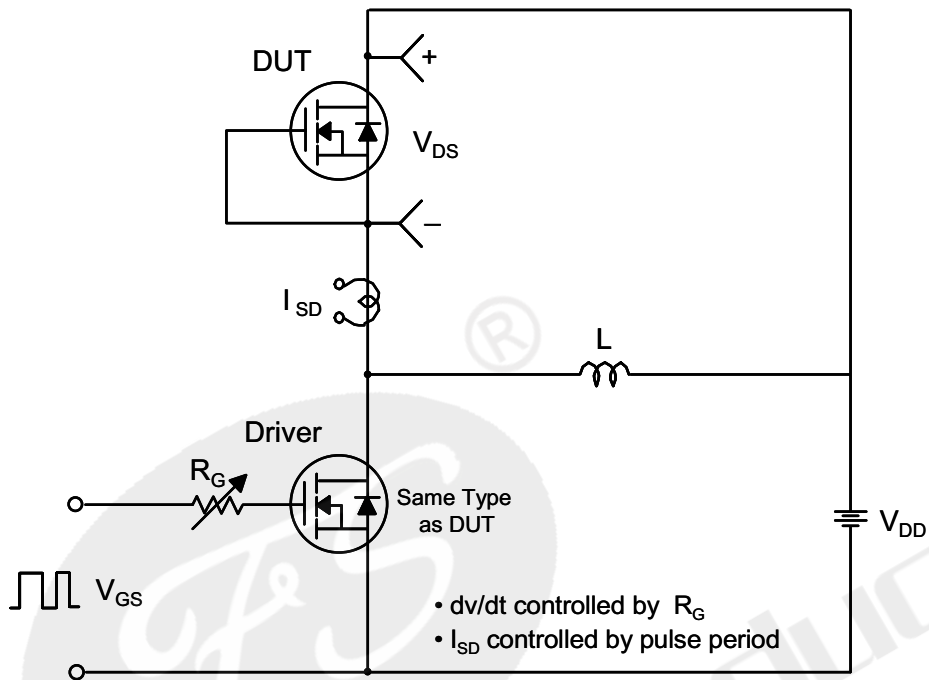 DUT
+
V_DS
–
I_SD
®
L
Driver
R_G
Same Type
as DUT
V_DD
V_GS
• dv/dt controlled by R_G
• I_SD controlled by pulse period